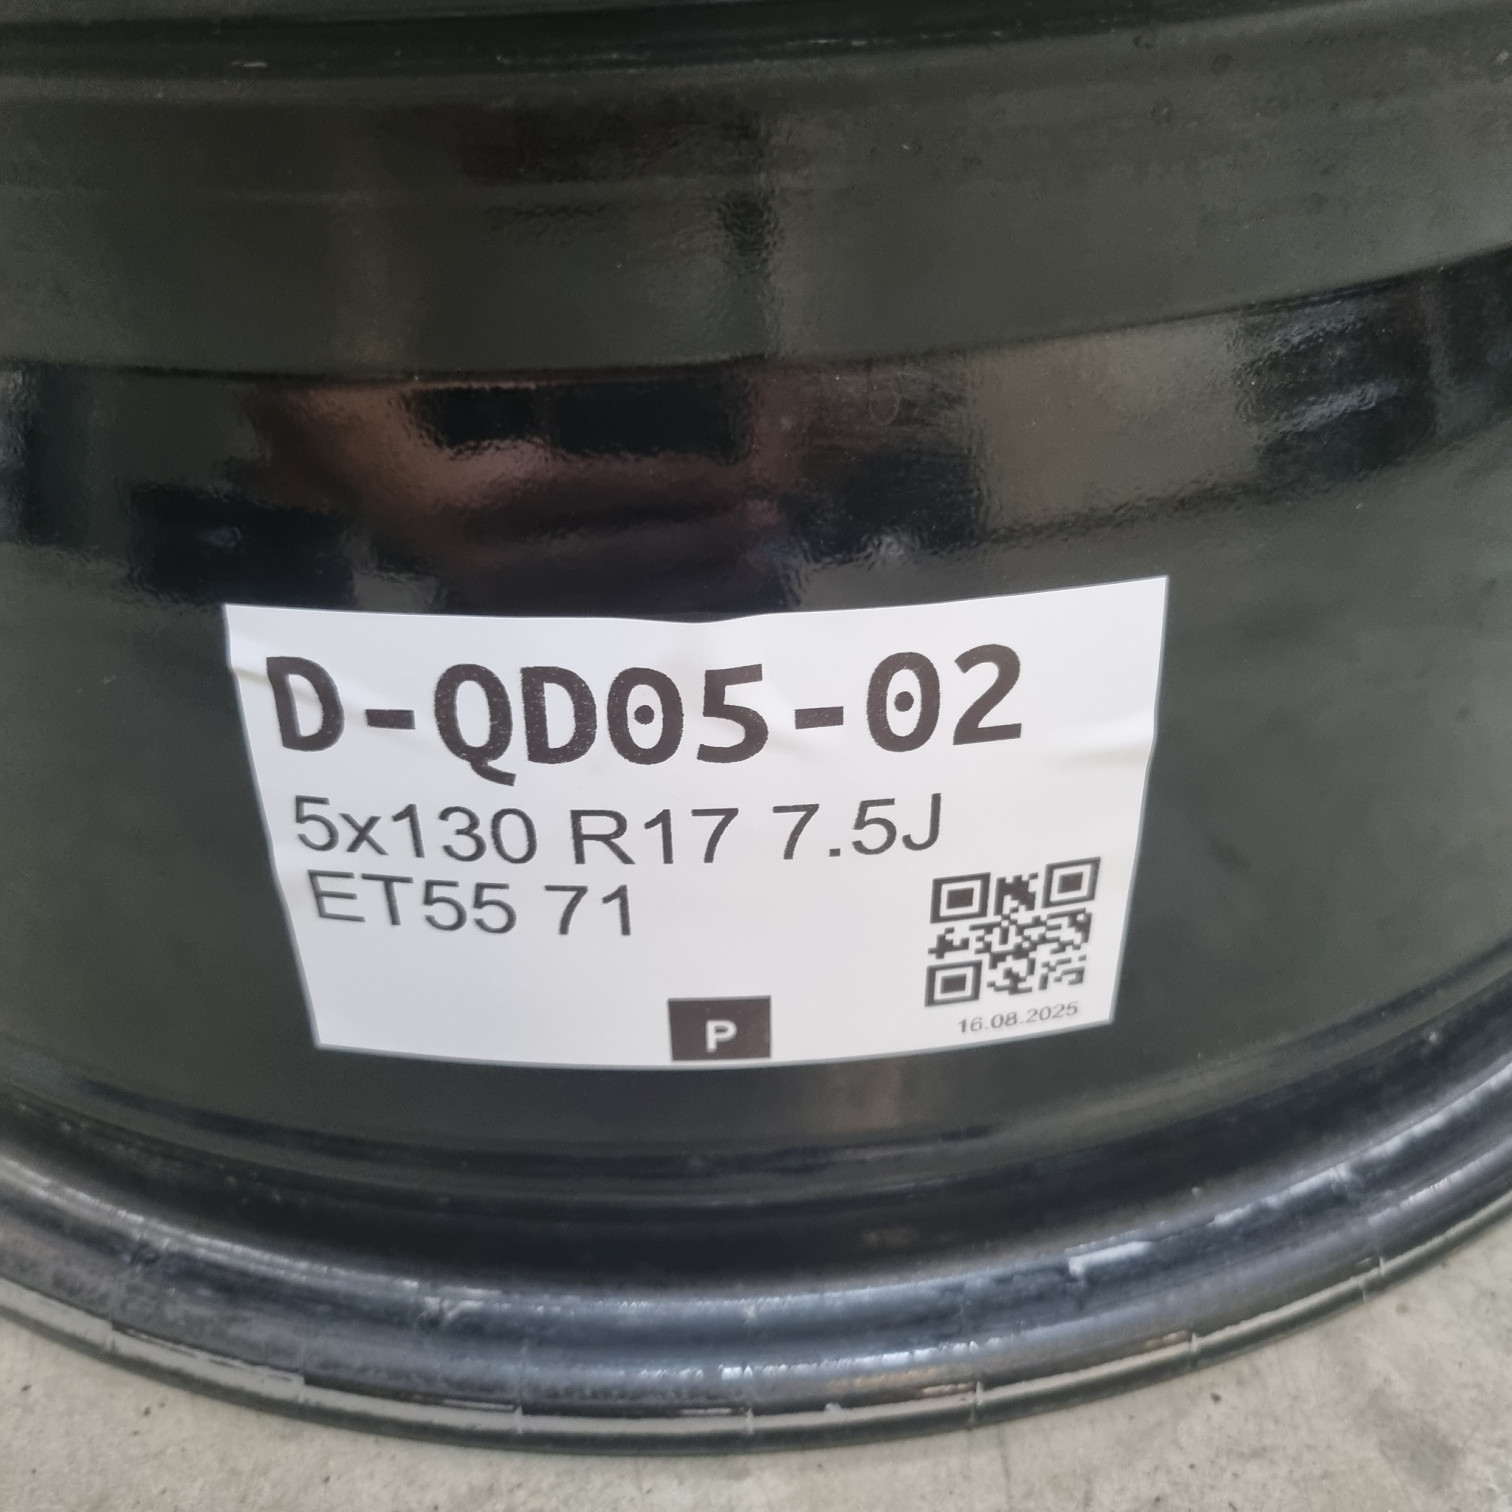 D-QD05-02
5x130 R17 7.5J
ET55 71
P
16.08.2025